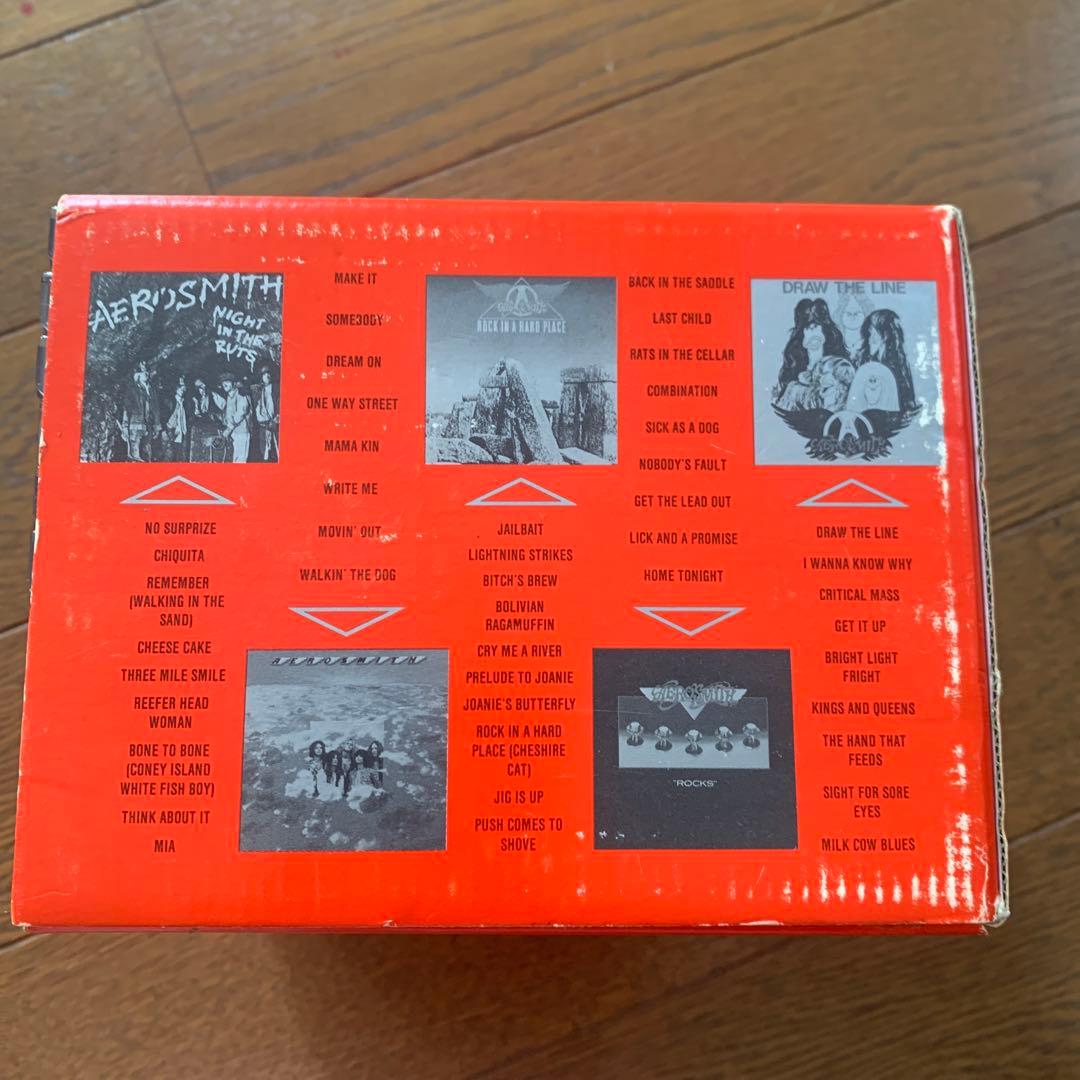 AEROSMITH
NIGHT
IN THE
RUTS
NO SURPRIZE
CHIQUITA
REMEMBER
(WALKING IN THE
SAND)
CHEESE CAKE
THREE MILE SMILE
REEFER HEAD
WOMAN
BONE TO BONE
(CONEY ISLAND
WHITE FISH BOY)
THINK ABOUT IT
MIA
MAKE IT
SOMEBODY
DREAM ON
ONE WAY STREET
MAMA KIN
WRITE ME
MOVIN' OUT
WALKIN' THE DOG
AEROSMITH
AEROSMITH
ROCK IN A HARD PLACE
JAILBAIT
LIGHTNING STRIKES
BITCH'S BREW
BOLIVIAN
RAGAMUFFIN
CRY ME A RIVER
PRELUDE TO JOANIE
JOANIE'S BUTTERFLY
ROCK IN A HARD
PLACE (CHESHIRE
CAT)
JIG IS UP
PUSH COMES TO
SHOVE
BACK IN THE SADDLE
LAST CHILD
RATS IN THE CELLAR
COMBINATION
SICK AS A DOG
NOBODY'S FAULT
GET THE LEAD OUT
LICK AND A PROMISE
HOME TONIGHT
AEROSMITH
"ROCKS"
DRAW THE LINE
AEROSMITH
DRAW THE LINE
I WANNA KNOW WHY
CRITICAL MASS
GET IT UP
BRIGHT LIGHT
FRIGHT
KINGS AND QUEENS
THE HAND THAT
FEEDS
SIGHT FOR SORE
EYES
MILK COW BLUES